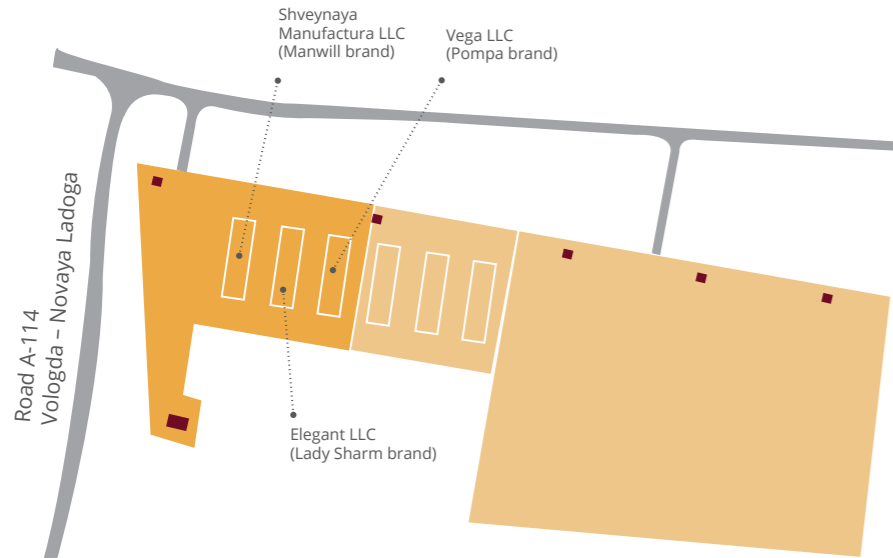 Shveynaya
Manufactura LLC
(Manwill brand)
Vega LLC
(Pompa brand)
Road A-114
Vologda – Novaya Ladoga
Elegant LLC
(Lady Sharm brand)